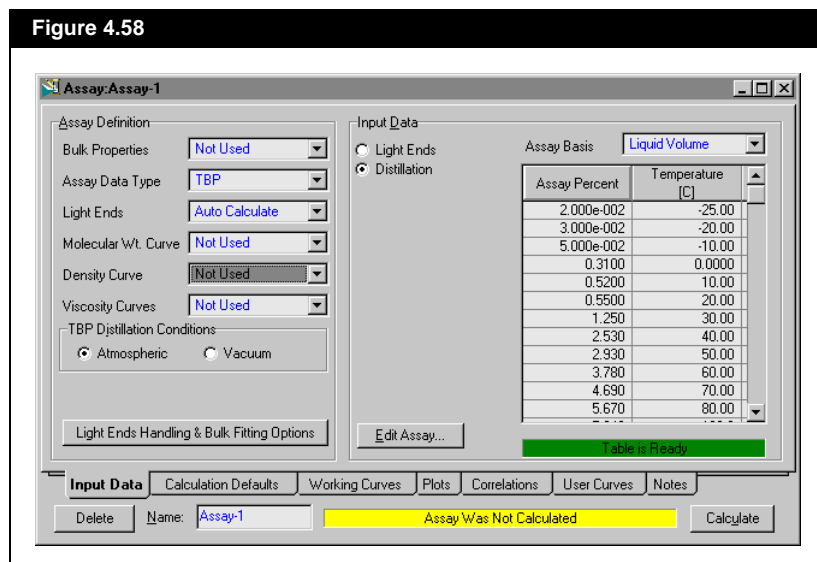 Figure 4.58
Assay:Assay-1
Assay Definition
Bulk Properties Not Used
Assay Data Type TBP
Light Ends Auto Calculate
Molecular Wt. Curve Not Used
Density Curve Not Used
Viscosity Curves Not Used
TBP Distillation Conditions
Atmospheric Vacuum
Light Ends Handling & Bulk Fitting Options
Input Data
Light Ends
Distillation
Edit Assay...
Assay Basis Liquid Volume
Assay Percent Temperature [C]
2.000e-002 -25.00
3.000e-002 -20.00
5.000e-002 -10.00
0.3100 0.0000
0.5200 10.00
0.5500 20.00
1.250 30.00
2.530 40.00
2.930 50.00
3.780 60.00
4.690 70.00
5.670 80.00
Table is Ready
Input Data Calculation Defaults Working Curves Plots Correlations User Curves Notes
Delete Name: Assay-1 Assay Was Not Calculated Calculate